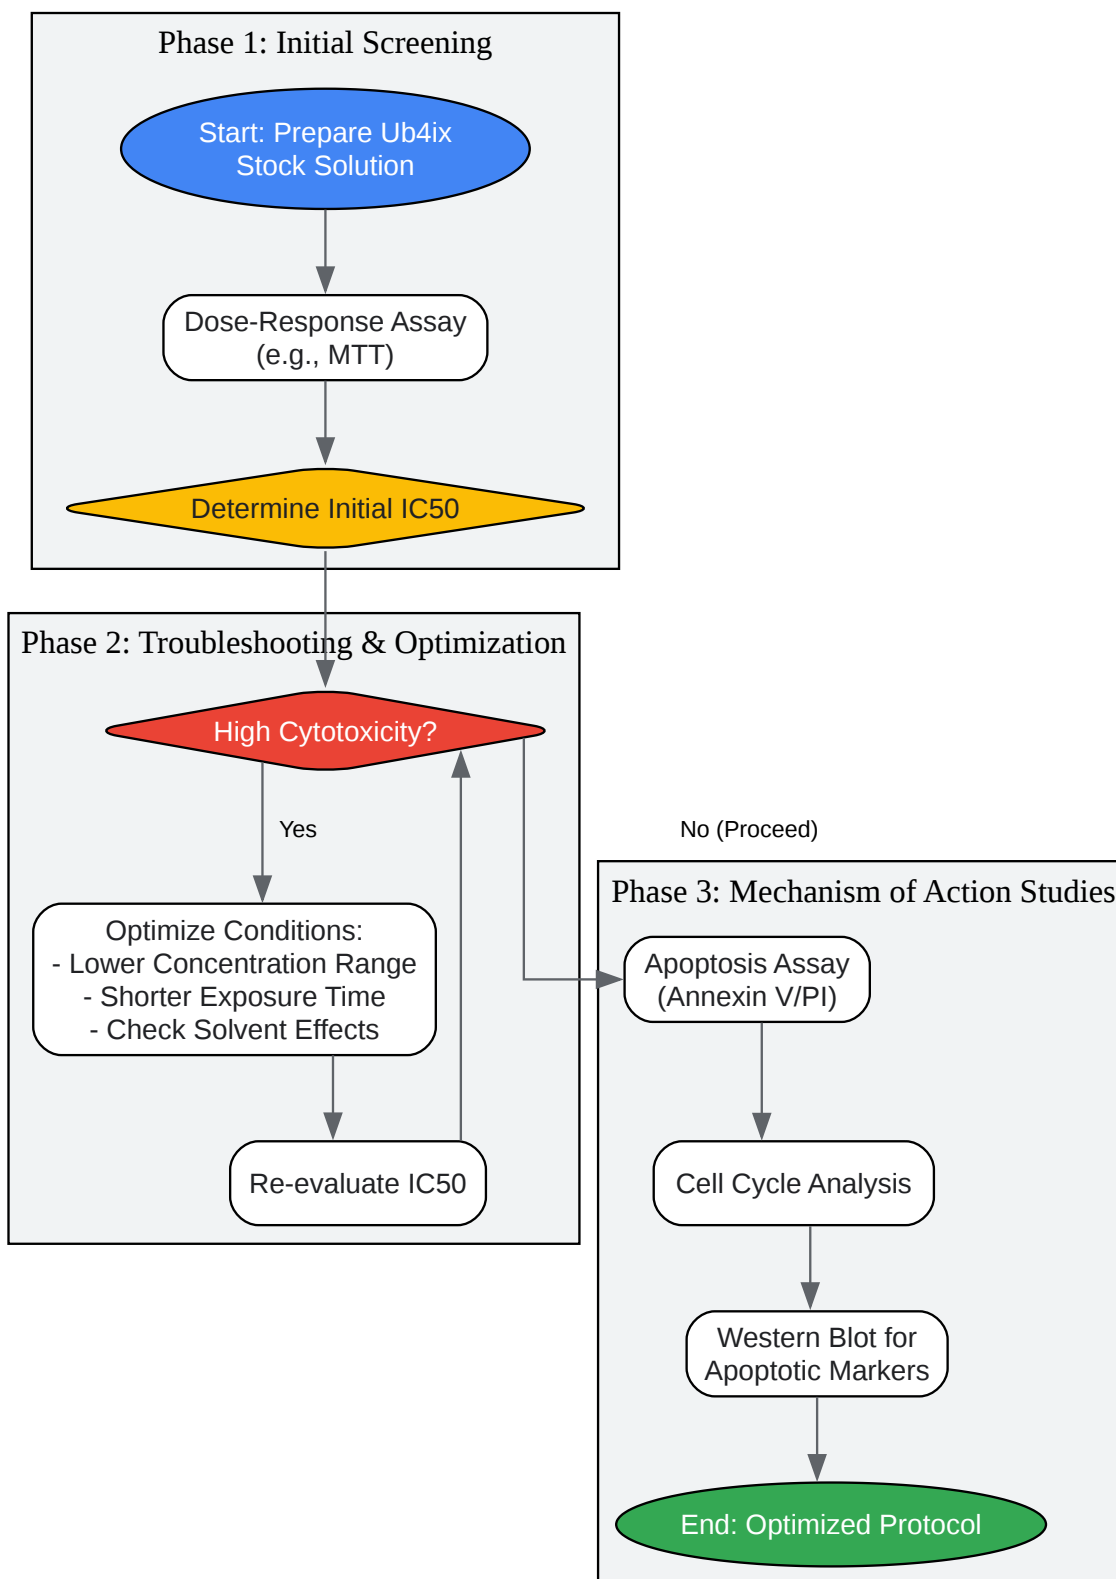 Phase 1: Initial Screening
Start: Prepare Ub4ix
Stock Solution
Dose-Response Assay
(e.g., MTT)
Determine Initial IC50
Phase 2: Troubleshooting & Optimization
High Cytotoxicity?
Yes
No (Proceed)
Optimize Conditions:
- Lower Concentration Range
- Shorter Exposure Time
- Check Solvent Effects
Re-evaluate IC50
Phase 3: Mechanism of Action Studies
Apoptosis Assay
(Annexin V/PI)
Cell Cycle Analysis
Western Blot for
Apoptotic Markers
End: Optimized Protocol